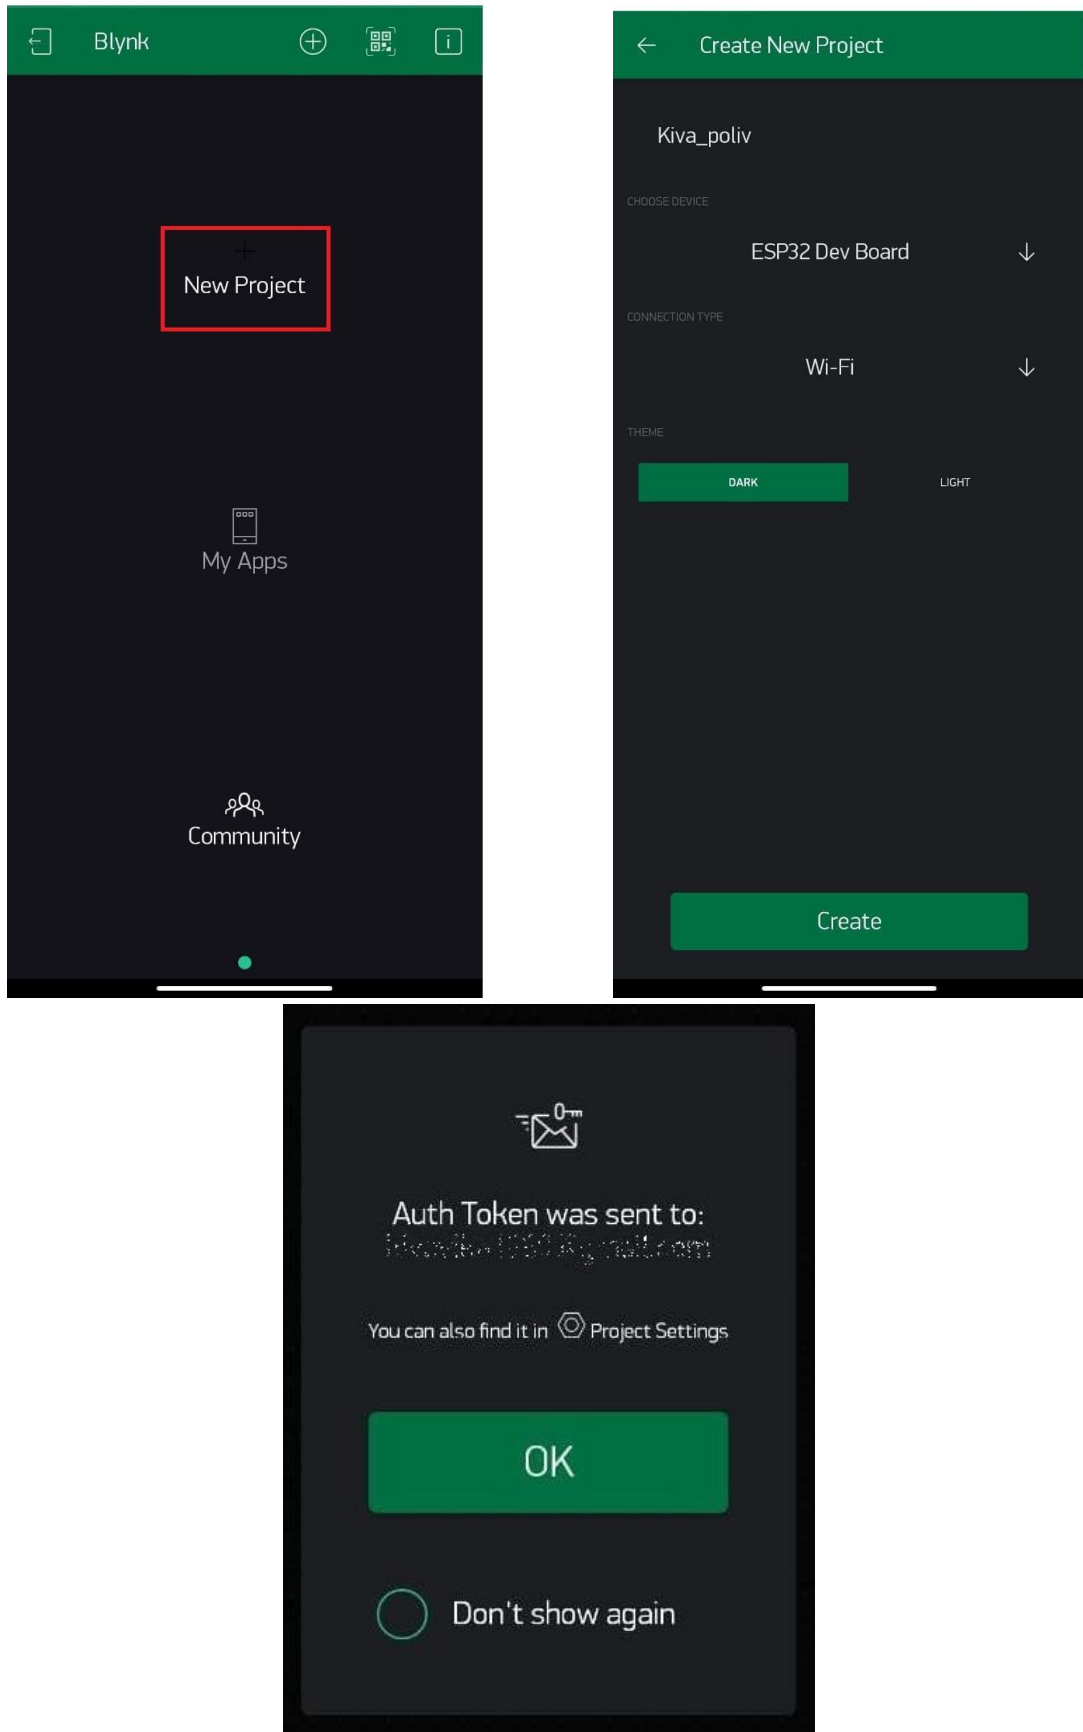 Blynk
New Project
My Apps
Community
Create New Project
Kiva_poliv
CHOOSE DEVICE
ESP32 Dev Board
CONNECTION TYPE
Wi-Fi
THEME
DARK LIGHT
Create
Auth Token was sent to:
You can also find it in Project Settings
OK
Don't show again